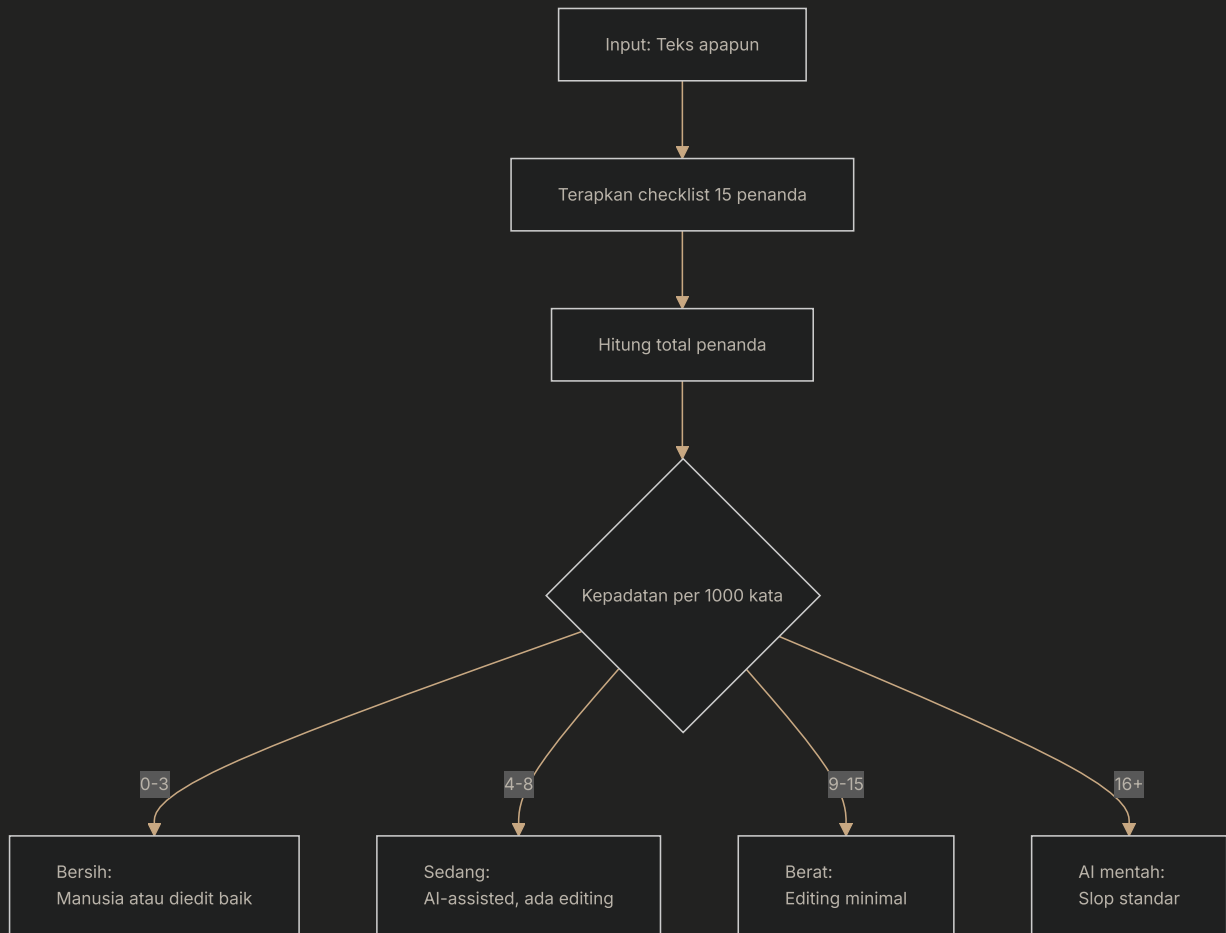 Input: Teks apapun
Terapkan checklist 15 penanda
Hitung total penanda
Kepadatan per 1000 kata
0-3
4-8
9-15
16+
Bersih:
Manusia atau diedit baik
Sedang:
AI-assisted, ada editing
Berat:
Editing minimal
AI mentah:
Slop standar